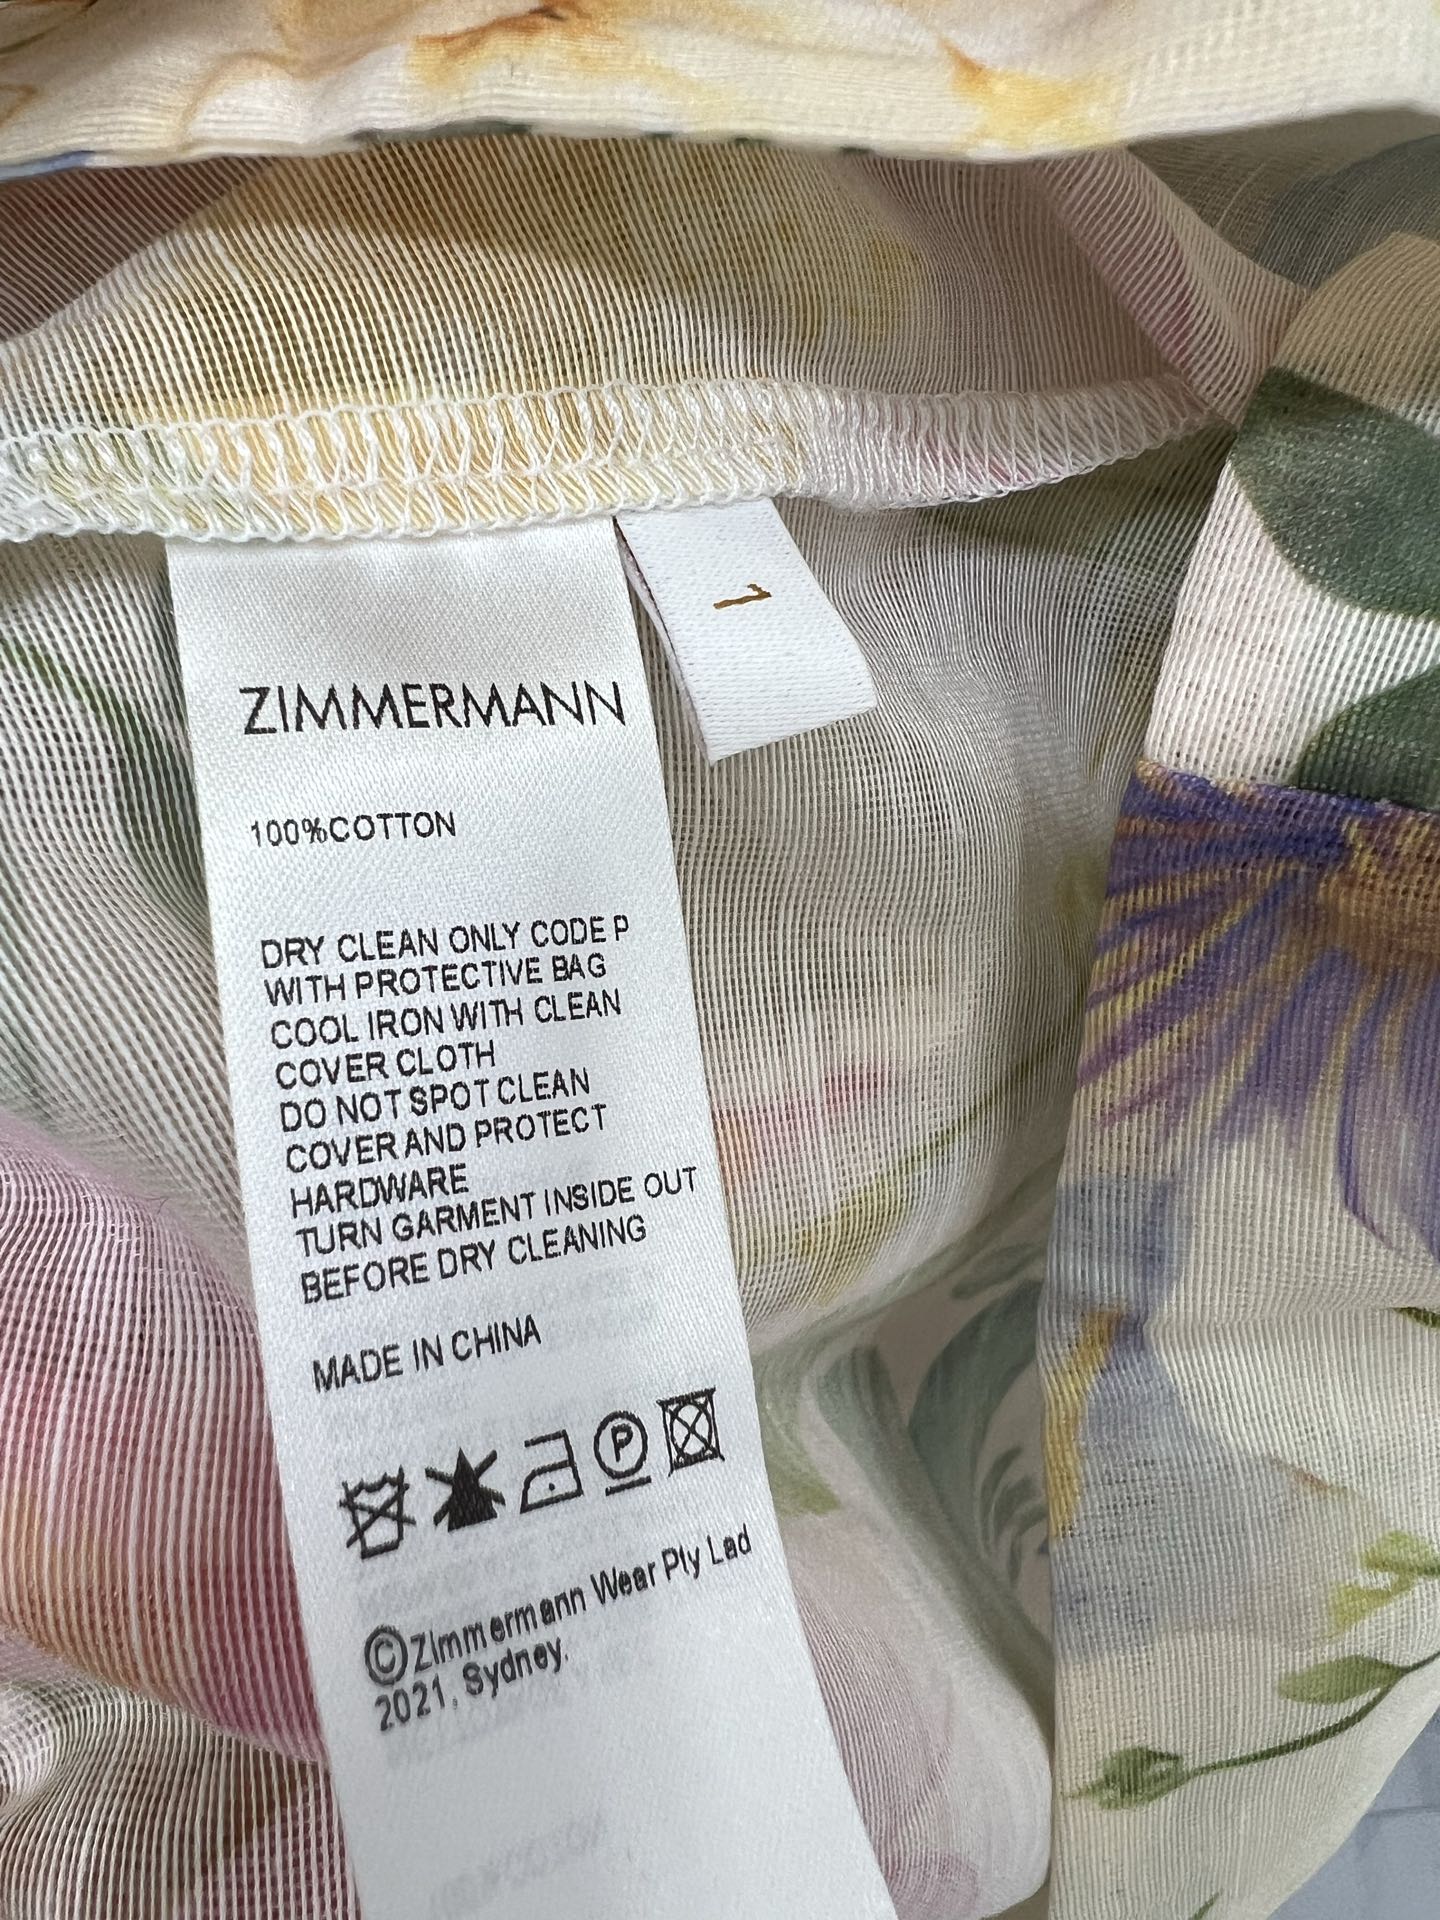 1
ZIMMERMANN
100%COTTON
DRY CLEAN ONLY CODE P
WITH PROTECTIVE BAG
COOL IRON WITH CLEAN
COVER CLOTH
DO NOT SPOT CLEAN
COVER AND PROTECT
HARDWARE
TURN GARMENT INSIDE OUT
BEFORE DRY CLEANING
MADE IN CHINA
P
©Zimmermann Wear Pty Lad
2021, Sydney.